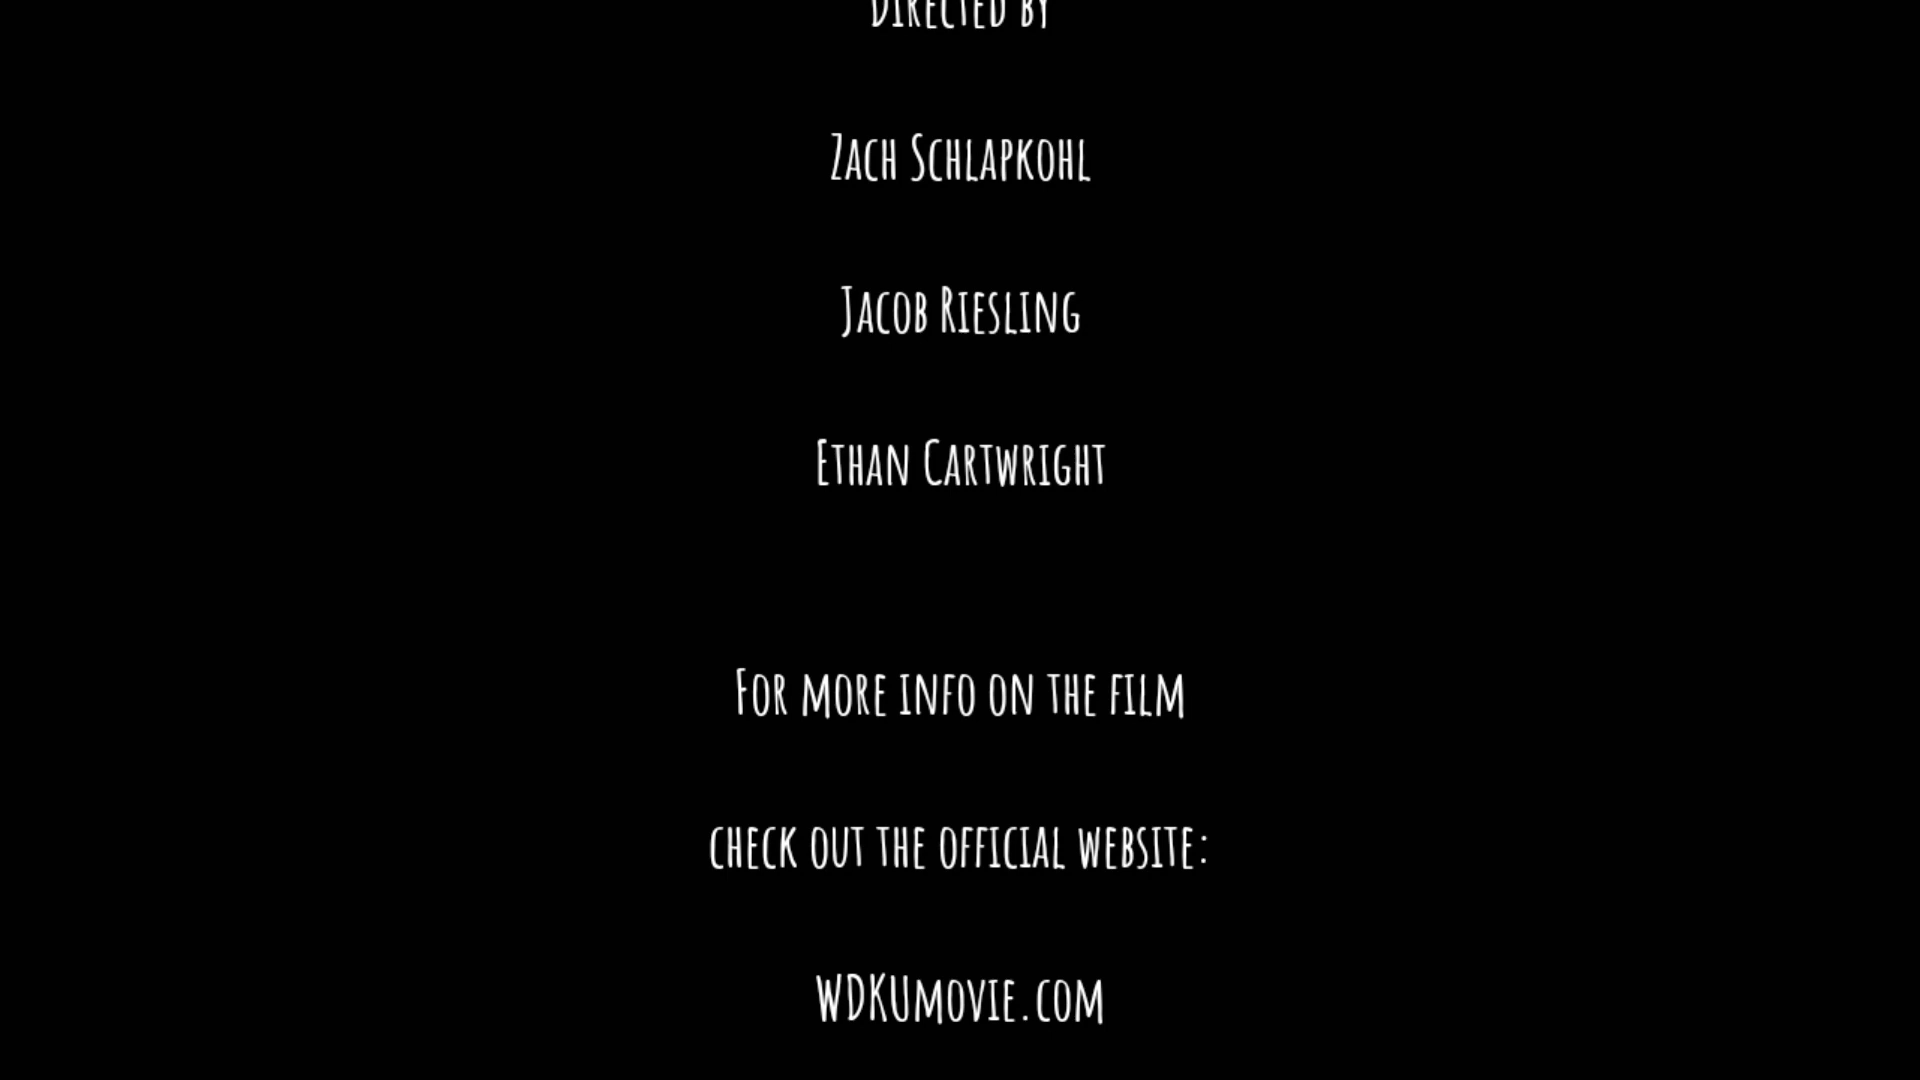 Directed by
Zach Schlapkohl
Jacob Riesling
Ethan Cartwright
For more info on the film
check out the official website:
WDKUmovie.com